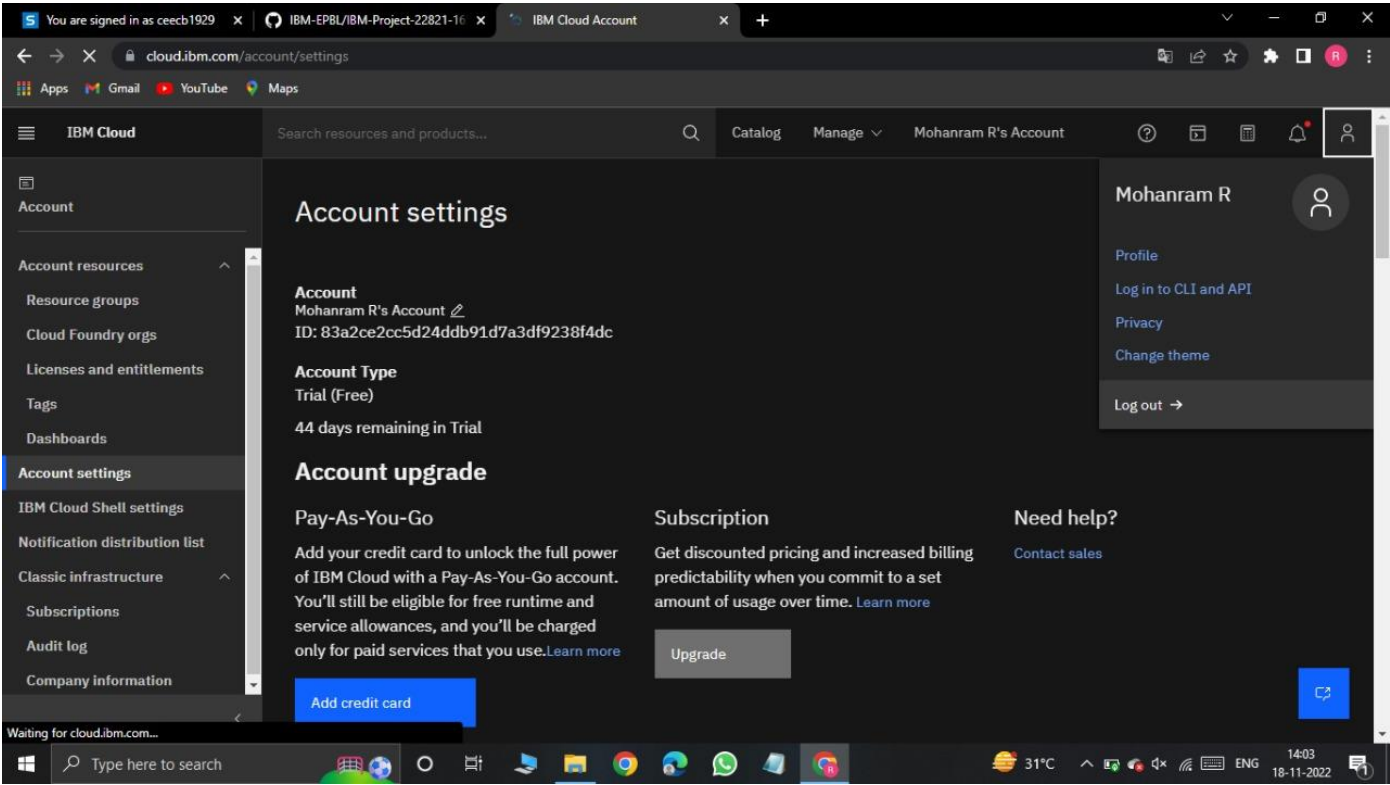 You are signed in as ceecb1929
IBM-EPBL/IBM-Project-22821-16
IBM Cloud Account
cloud.ibm.com/account/settings
R
Apps
Gmail
YouTube
Maps
IBM Cloud
Search resources and products...
Catalog
Manage
Mohanram R's Account
Account
Account resources
Resource groups
Cloud Foundry orgs
Licenses and entitlements
Tags
Dashboards
Account settings
IBM Cloud Shell settings
Notification distribution list
Classic infrastructure
Subscriptions
Audit log
Company information
Account settings
Account
Mohanram R's Account
ID: 83a2ce2cc5d24ddb91d7a3df9238f4dc
Account Type
Trial (Free)
44 days remaining in Trial
Account upgrade
Pay-As-You-Go
Add your credit card to unlock the full power
of IBM Cloud with a Pay-As-You-Go account.
You'll still be eligible for free runtime and
service allowances, and you'll be charged
only for paid services that you use.Learn more
Add credit card
Subscription
Get discounted pricing and increased billing
predictability when you commit to a set
amount of usage over time. Learn more
Upgrade
Need help?
Contact sales
Mohanram R
Profile
Log in to CLI and API
Privacy
Change theme
Log out →
Waiting for cloud.ibm.com...
Type here to search
31°C
ENG
14:03
18-11-2022
1